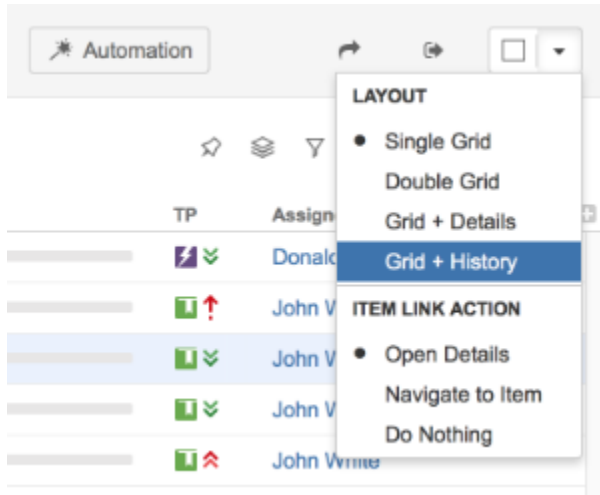 Automation
LAYOUT
Single Grid
Double Grid
Grid + Details
Grid + History
ITEM LINK ACTION
Open Details
Navigate to Item
Do Nothing
TP Assign
Donald
John W
John W
John W
John White